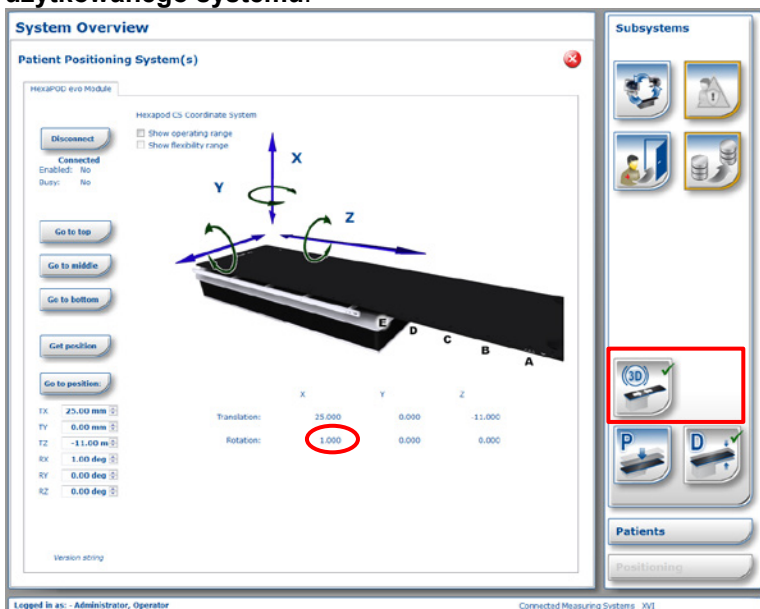 użytkowanego systemu.
System Overview
Patient Positioning System(s)
HexaPOD evo Module
Hexapod CS Coordinate System
Disconnect
Show operating range
Show flexibility range
Connected
Enabled: No
Busy: No
X
Y
Z
Go to top
Go to middle
Go to bottom
E
D
C
B
A
Get position
Go to position:
X Y Z
Translation: 25.000 0.000 -11.000
Rotation: 1.000 0.000 0.000
TX 25.00 mm
TY 0.00 mm
TZ -11.00 m
RX 1.00 deg
RY 0.00 deg
RZ 0.00 deg
Version string
Subsystems
(3D)
P
D
Patients
Positioning
Logged in as: - Administrator, Operator
Connected Measuring Systems XVI